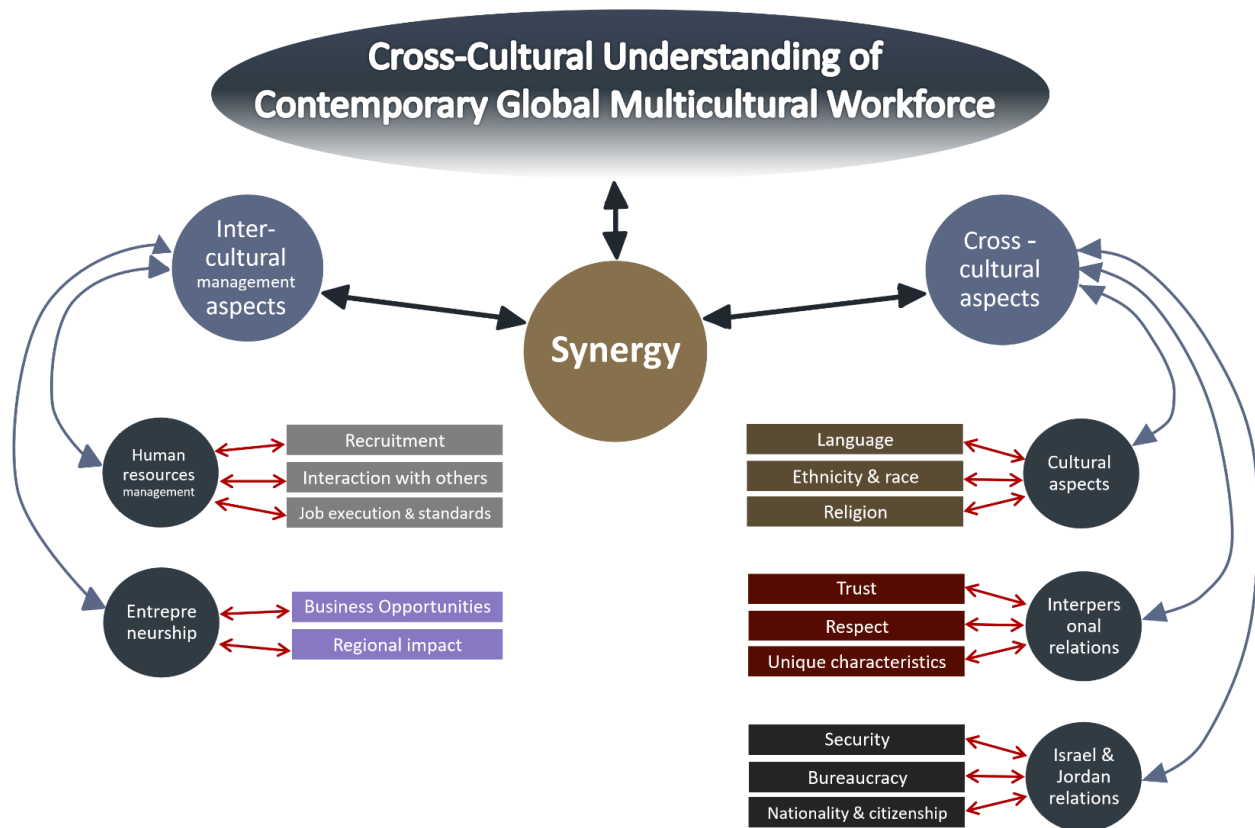 Cross-Cultural Understanding of
Contemporary Global Multicultural Workforce
Inter-
cultural
management
aspects
Synergy
Cross -
cultural
aspects
Human
resources
management
Recruitment
Interaction with others
Job execution & standards
Entrepre
neurship
Business Opportunities
Regional impact
Language
Ethnicity & race
Religion
Cultural
aspects
Trust
Respect
Unique characteristics
Interpers
onal
relations
Security
Bureaucracy
Nationality & citizenship
Israel &
Jordan
relations